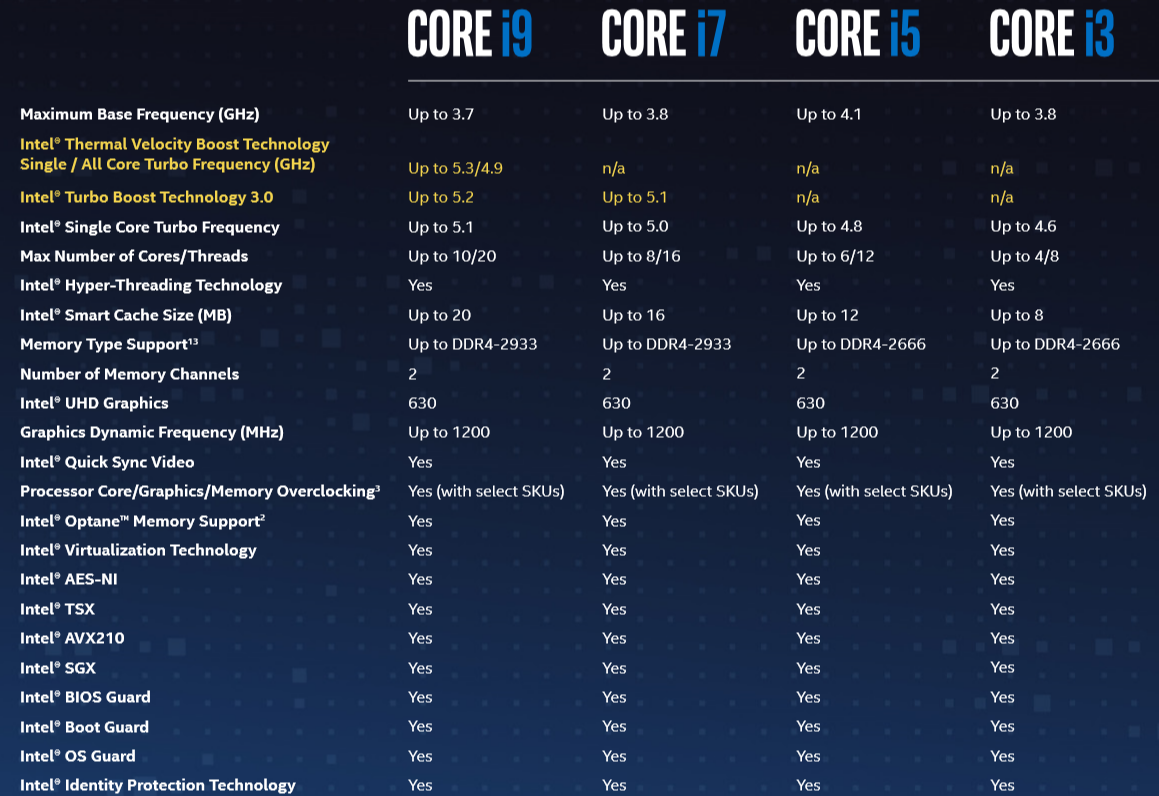 CORE i9 CORE i7 CORE i5 CORE i3
Maximum Base Frequency (GHz) Up to 3.7 Up to 3.8 Up to 4.1 Up to 3.8
Intel® Thermal Velocity Boost Technology
Single / All Core Turbo Frequency (GHz) Up to 5.3/4.9 n/a n/a n/a
Intel® Turbo Boost Technology 3.0 Up to 5.2 Up to 5.1 n/a n/a
Intel® Single Core Turbo Frequency Up to 5.1 Up to 5.0 Up to 4.8 Up to 4.6
Max Number of Cores/Threads Up to 10/20 Up to 8/16 Up to 6/12 Up to 4/8
Intel® Hyper-Threading Technology Yes Yes Yes Yes
Intel® Smart Cache Size (MB) Up to 20 Up to 16 Up to 12 Up to 8
Memory Type Support¹³ Up to DDR4-2933 Up to DDR4-2933 Up to DDR4-2666 Up to DDR4-2666
Number of Memory Channels 2 2 2 2
Intel® UHD Graphics 630 630 630 630
Graphics Dynamic Frequency (MHz) Up to 1200 Up to 1200 Up to 1200 Up to 1200
Intel® Quick Sync Video Yes Yes Yes Yes
Processor Core/Graphics/Memory Overclocking³ Yes (with select SKUs) Yes (with select SKUs) Yes (with select SKUs) Yes (with select SKUs)
Intel® Optane™ Memory Support² Yes Yes Yes Yes
Intel® Virtualization Technology Yes Yes Yes Yes
Intel® AES-NI Yes Yes Yes Yes
Intel® TSX Yes Yes Yes Yes
Intel® AVX210 Yes Yes Yes Yes
Intel® SGX Yes Yes Yes Yes
Intel® BIOS Guard Yes Yes Yes Yes
Intel® Boot Guard Yes Yes Yes Yes
Intel® OS Guard Yes Yes Yes Yes
Intel® Identity Protection Technology Yes Yes Yes Yes